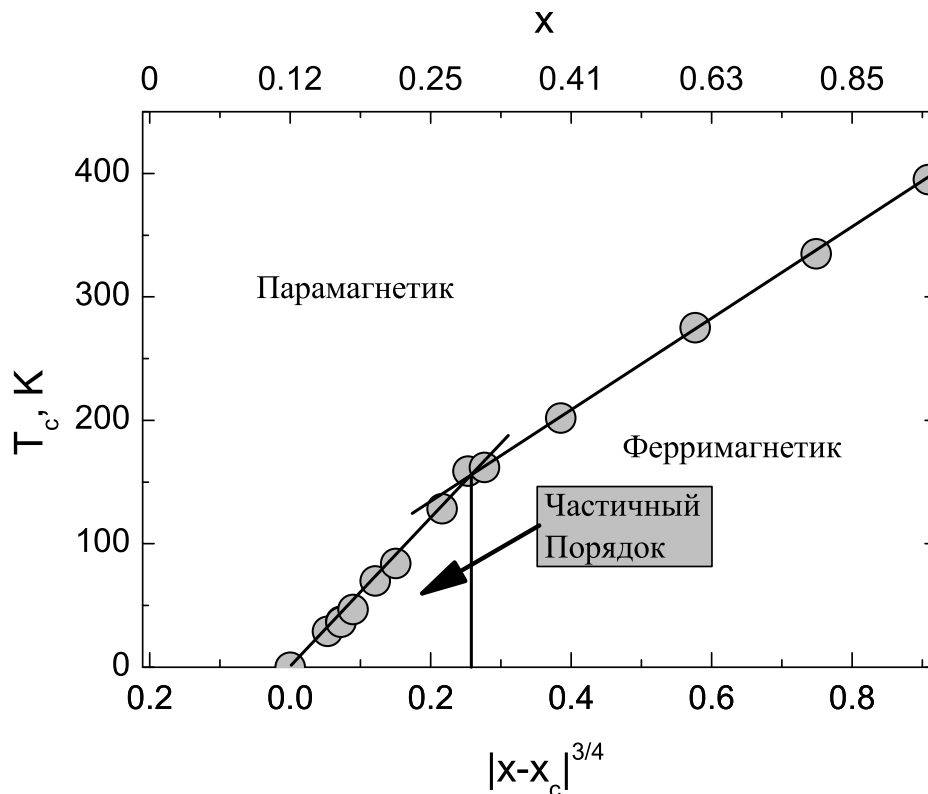 x
0 0.12 0.25 0.41 0.63 0.85
400
Парамагнетик
300
T_c, K
200
Ферримагнетик
Частичный
Порядок
100
0
0.2 0.0 0.2 0.4 0.6 0.8
|x-x_c|^3/4